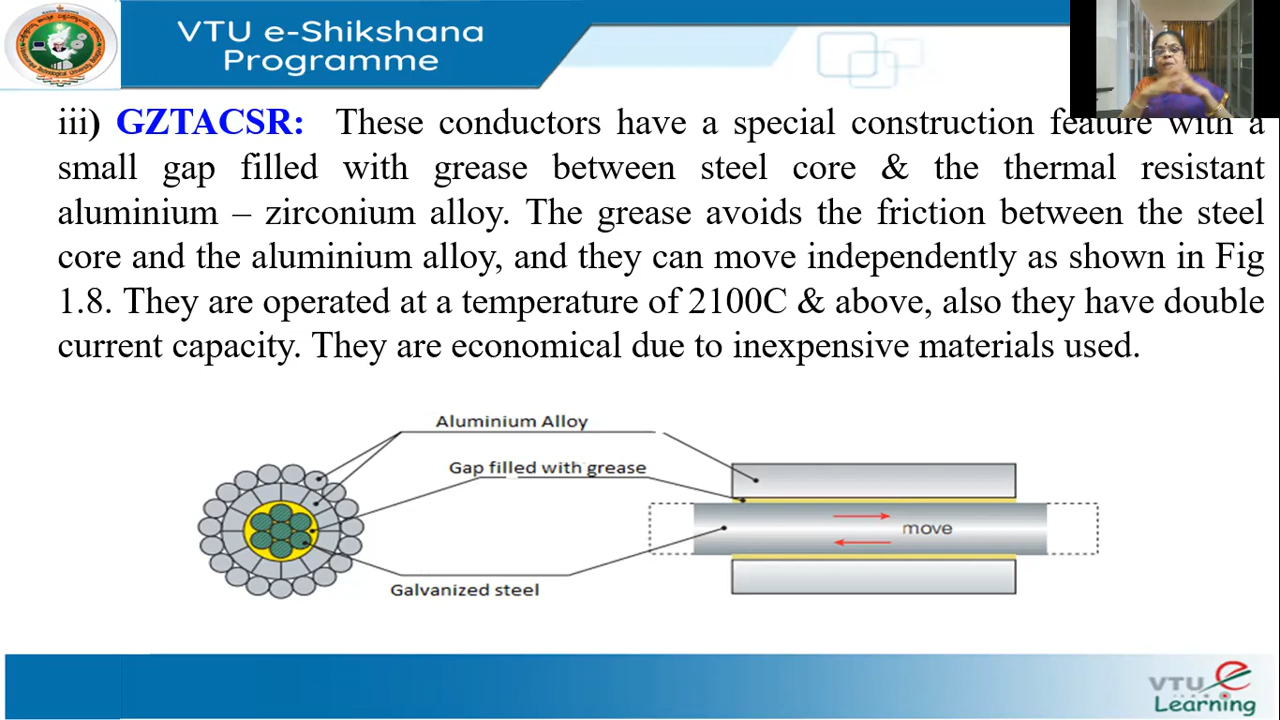 VTU e-Shikshana
Programme
iii) GZTACSR: These conductors have a special construction feature with a
small gap filled with grease between steel core & the thermal resistant
aluminium – zirconium alloy. The grease avoids the friction between the steel
core and the aluminium alloy, and they can move independently as shown in Fig
1.8. They are operated at a temperature of 2100C & above, also they have double
current capacity. They are economical due to inexpensive materials used.
Aluminium Alloy
Gap filled with grease
move
Galvanized steel
VTU e
Learning